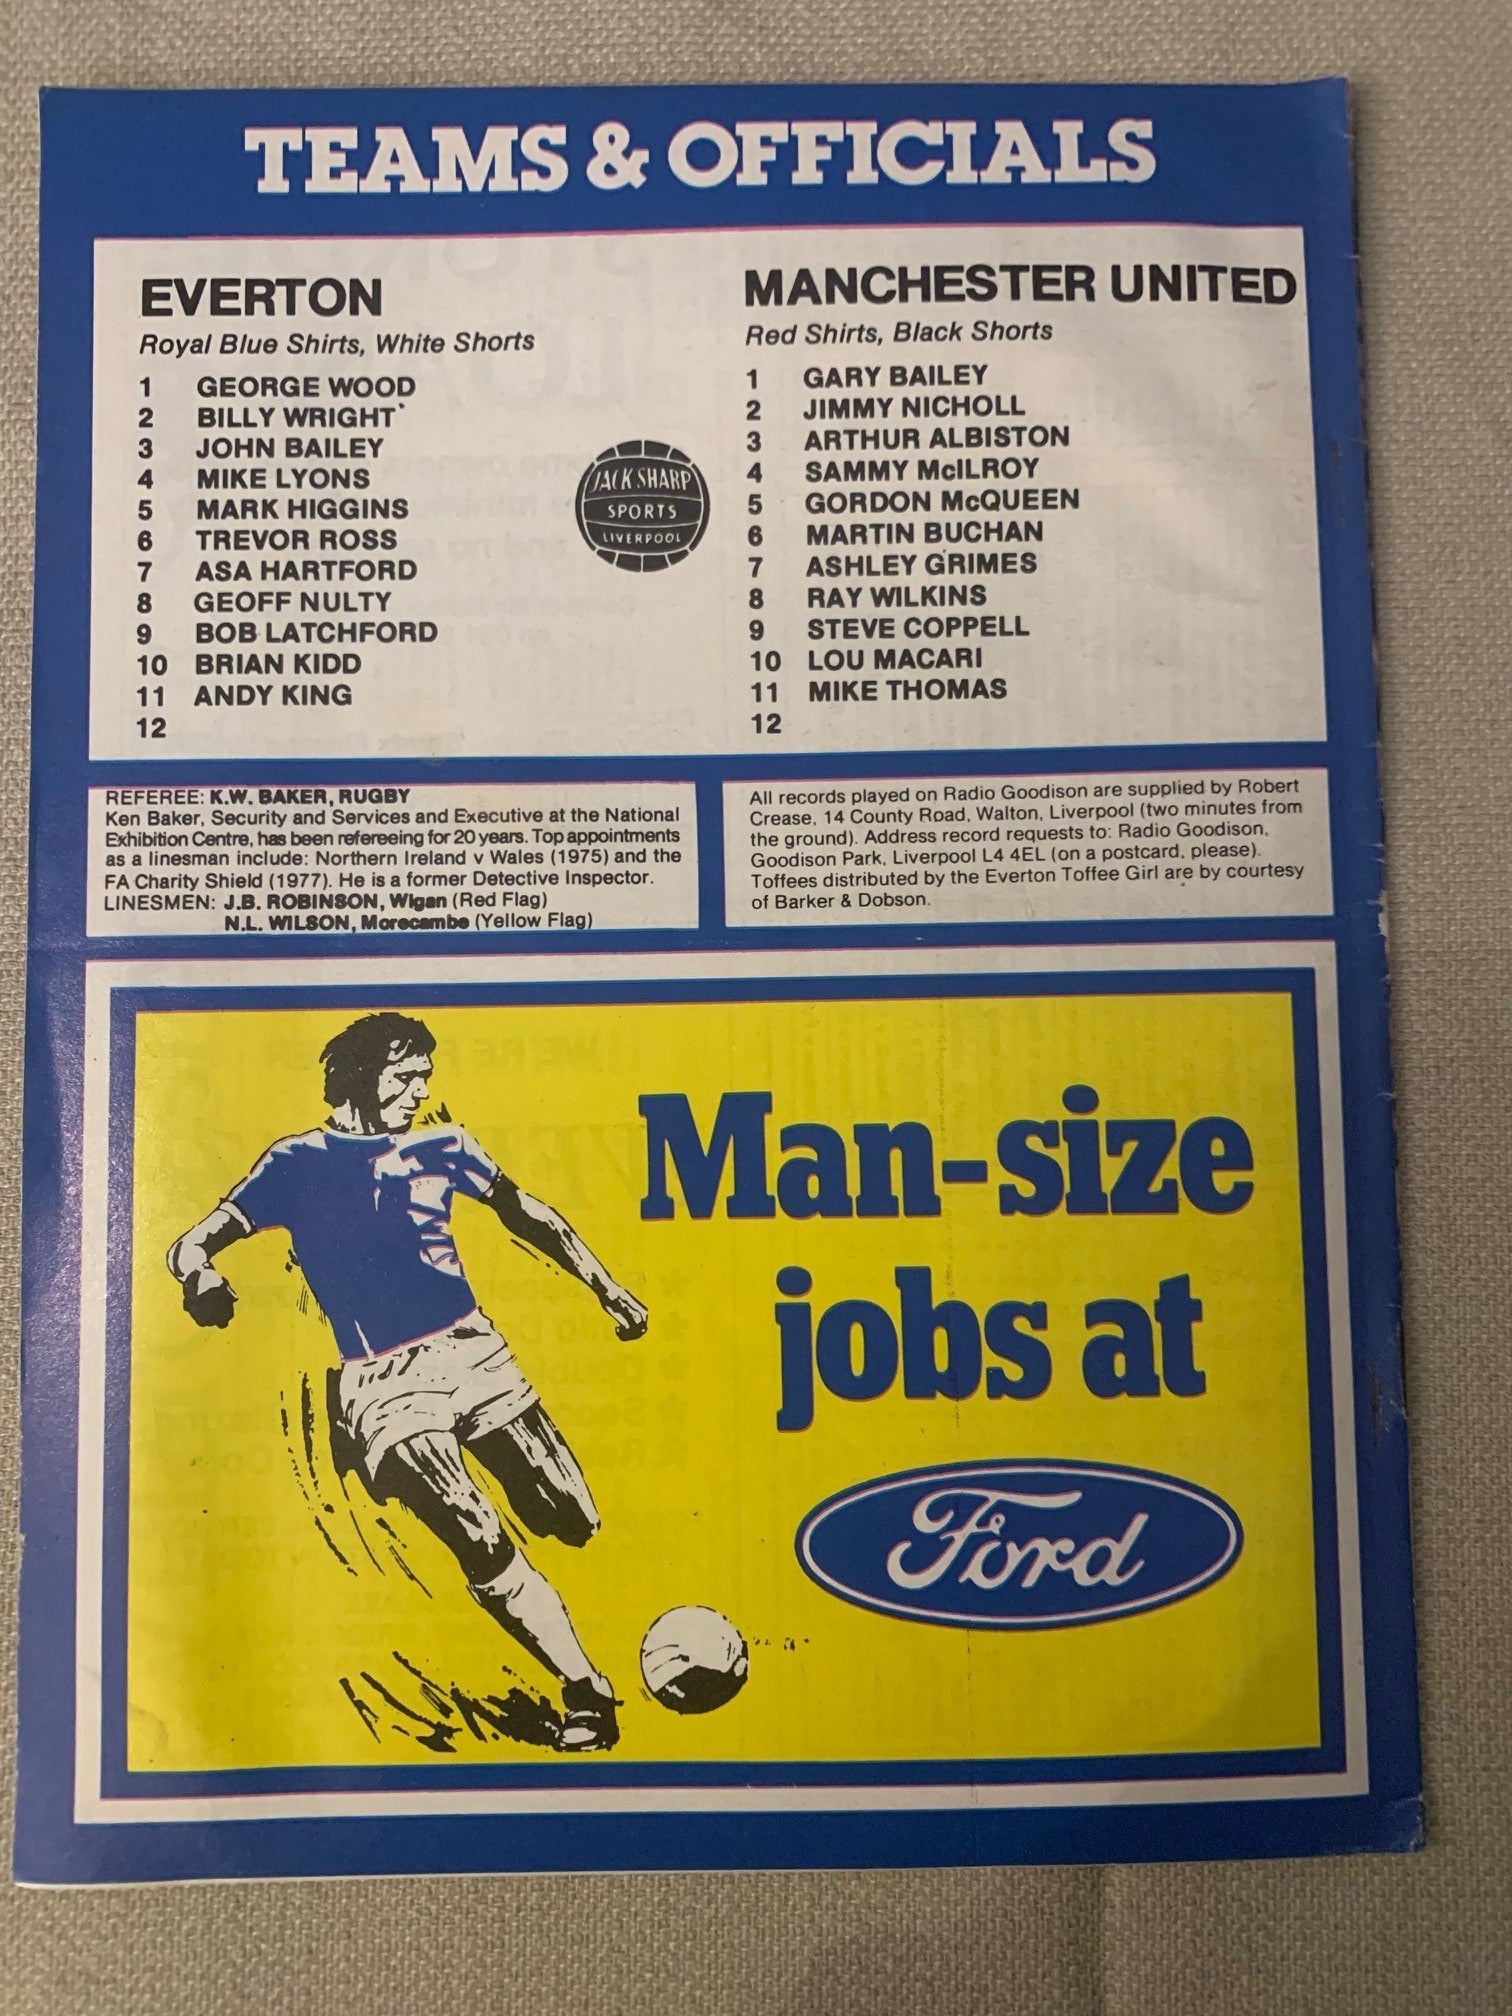 TEAMS & OFFICIALS
EVERTON
Royal Blue Shirts, White Shorts
1 GEORGE WOOD
2 BILLY WRIGHT
3 JOHN BAILEY
4 MIKE LYONS
5 MARK HIGGINS
6 TREVOR ROSS
7 ASA HARTFORD
8 GEOFF NULTY
9 BOB LATCHFORD
10 BRIAN KIDD
11 ANDY KING
12
JACK SHARP
SPORTS
LIVERPOOL
MANCHESTER UNITED
Red Shirts, Black Shorts
1 GARY BAILEY
2 JIMMY NICHOLL
3 ARTHUR ALBISTON
4 SAMMY McILROY
5 GORDON McQUEEN
6 MARTIN BUCHAN
7 ASHLEY GRIMES
8 RAY WILKINS
9 STEVE COPPELL
10 LOU MACARI
11 MIKE THOMAS
12
REFEREE: K.W. BAKER, RUGBY
Ken Baker, Security and Services and Executive at the National
Exhibition Centre, has been refereeing for 20 years. Top appointments
as a linesman include: Northern Ireland v Wales (1975) and the
FA Charity Shield (1977). He is a former Detective Inspector.
LINESMEN: J.B. ROBINSON, Wigan (Red Flag)
N.L. WILSON, Morecambe (Yellow Flag)
All records played on Radio Goodison are supplied by Robert
Crease, 14 County Road, Walton, Liverpool (two minutes from
the ground). Address record requests to: Radio Goodison,
Goodison Park, Liverpool L4 4EL (on a postcard, please).
Toffees distributed by the Everton Toffee Girl are by courtesy
of Barker & Dobson.
Man-size
jobs at
Ford